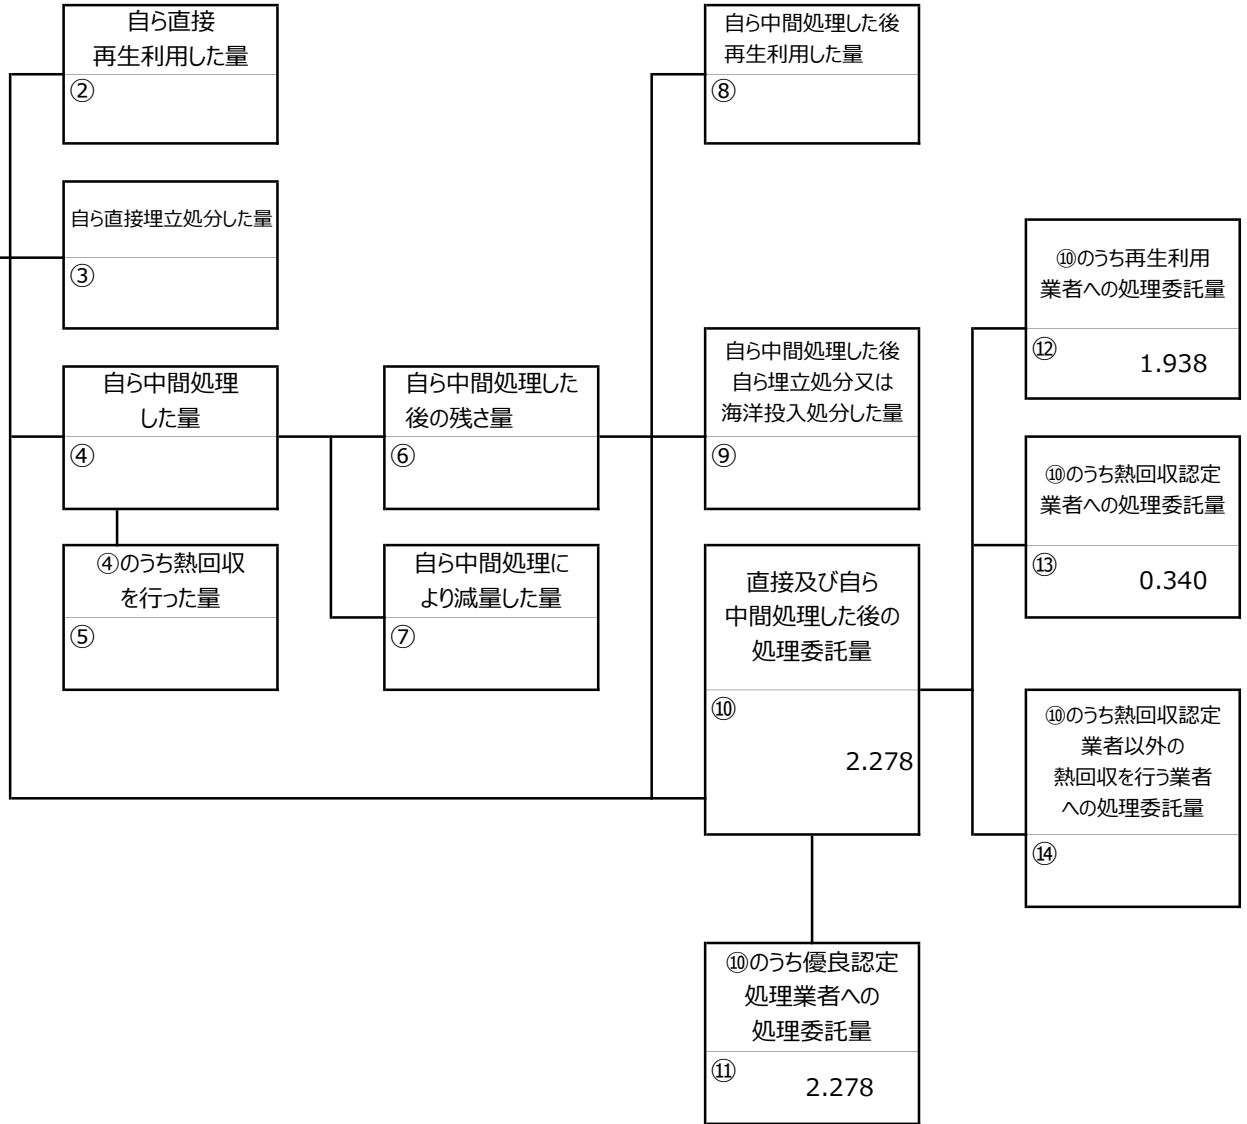 自ら直接
再生利用した量
②
自ら直接埋立処分した量
③
自ら中間処理
した量
④
④のうち熱回収
を行った量
⑤
自ら中間処理した
後の残さ量
⑥
自ら中間処理に
より減量した量
⑦
自ら中間処理した後
再生利用した量
⑧
自ら中間処理した後
自ら埋立処分又は
海洋投入処分した量
⑨
直接及び自ら
中間処理した後の
処理委託量
⑩
2.278
⑩のうち優良認定
処理業者への
処理委託量
⑪ 2.278
⑩のうち再生利用
業者への処理委託量
⑫ 1.938
⑩のうち熱回収認定
業者への処理委託量
⑬ 0.340
⑩のうち熱回収認定
業者以外の
熱回収を行う業者
への処理委託量
⑭